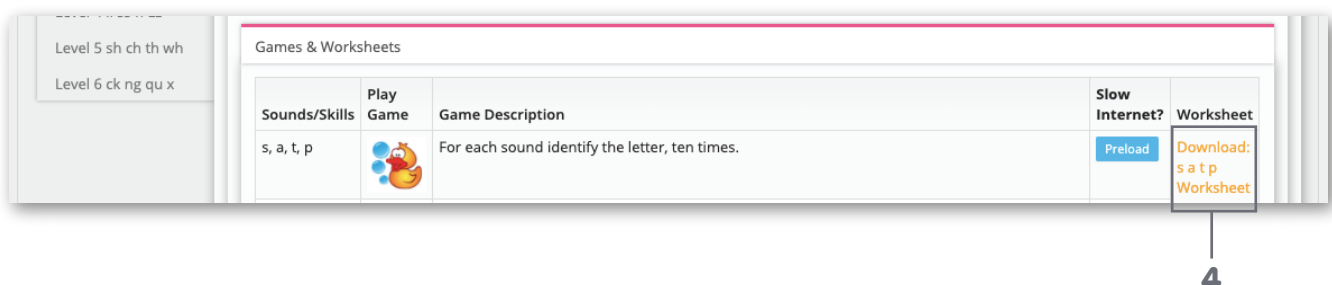 Level 5 sh ch th wh
Level 6 ck ng qu x
Games & Worksheets
Sounds/Skills
Play
Game
Game Description
Slow
Internet?
Worksheet
s, a, t, p
For each sound identify the letter, ten times.
Preload
Download:
s a t p
Worksheet
4